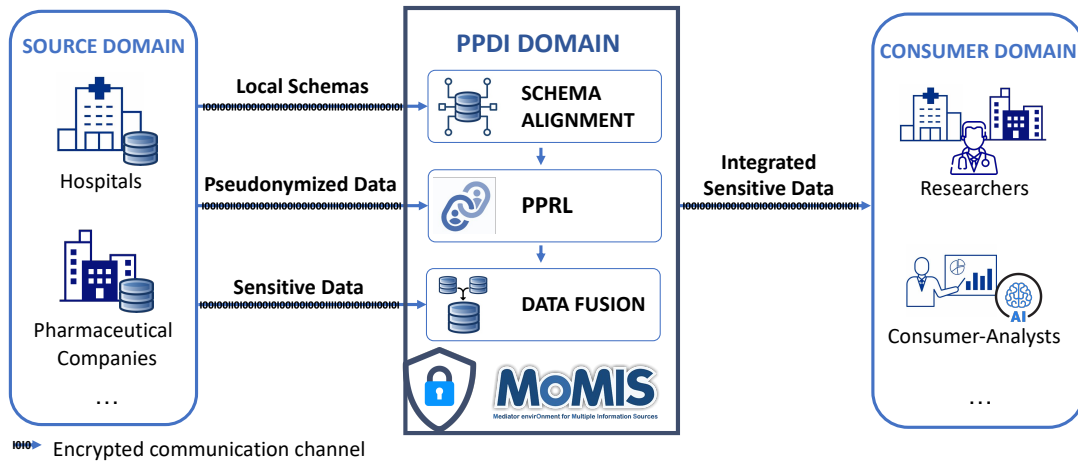 SOURCE DOMAIN
Hospitals
Pharmaceutical
Companies
...
Local Schemas
Pseudonymized Data
Sensitive Data
PPDI DOMAIN
SCHEMA
ALIGNMENT
PPRL
DATA FUSION
MOMIS
Mediator envirOnment for Multiple Information Sources
Integrated
Sensitive Data
CONSUMER DOMAIN
Researchers
AI
Consumer-Analysts
...
Encrypted communication channel